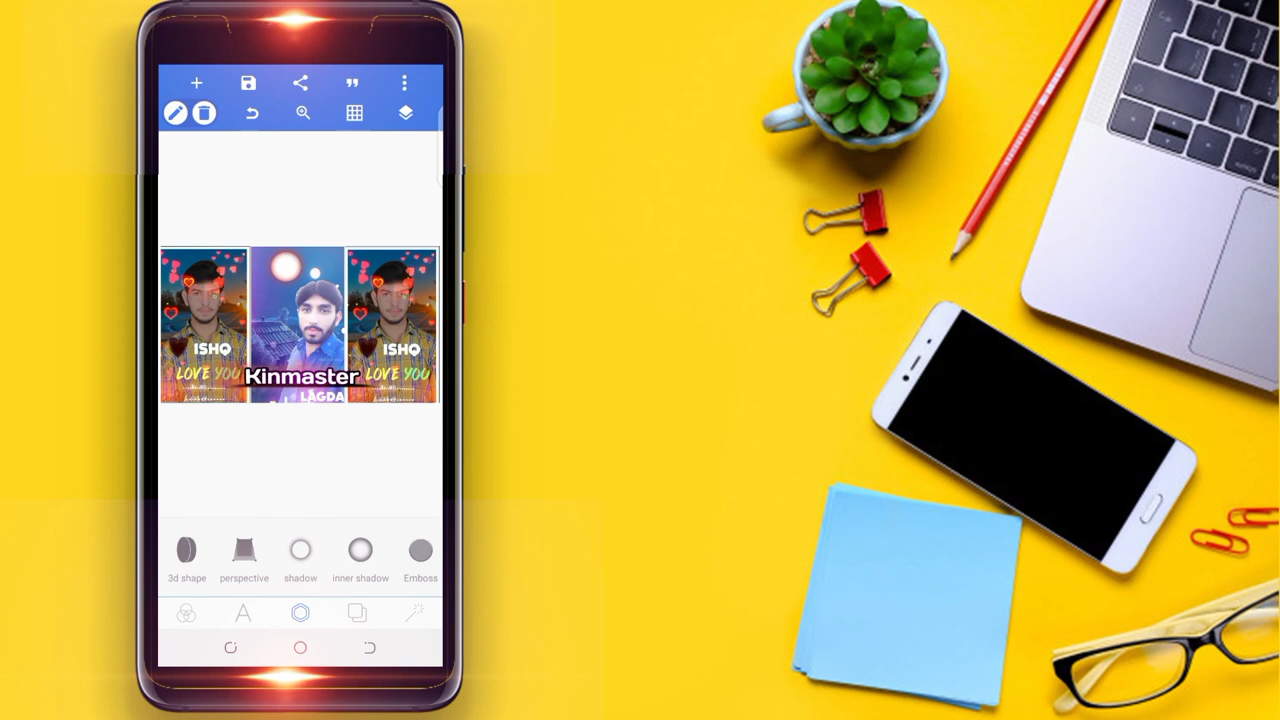 ISHQ
ISHQ
LOVE YOU
Kinmaster
LOVE YOU
LAGDA
3d shape
perspective
shadow
inner shadow
Emboss